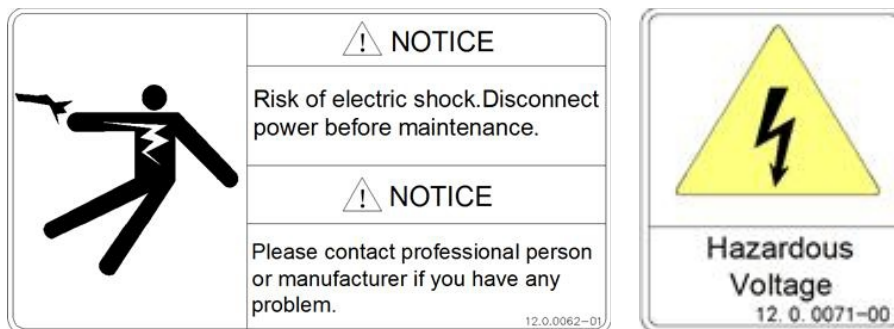 ⚠ NOTICE
Risk of electric shock.Disconnect
power before maintenance.
⚠ NOTICE
Please contact professional person
or manufacturer if you have any
problem.
12.0.0062-01
Hazardous
Voltage
12. 0. 0071-00